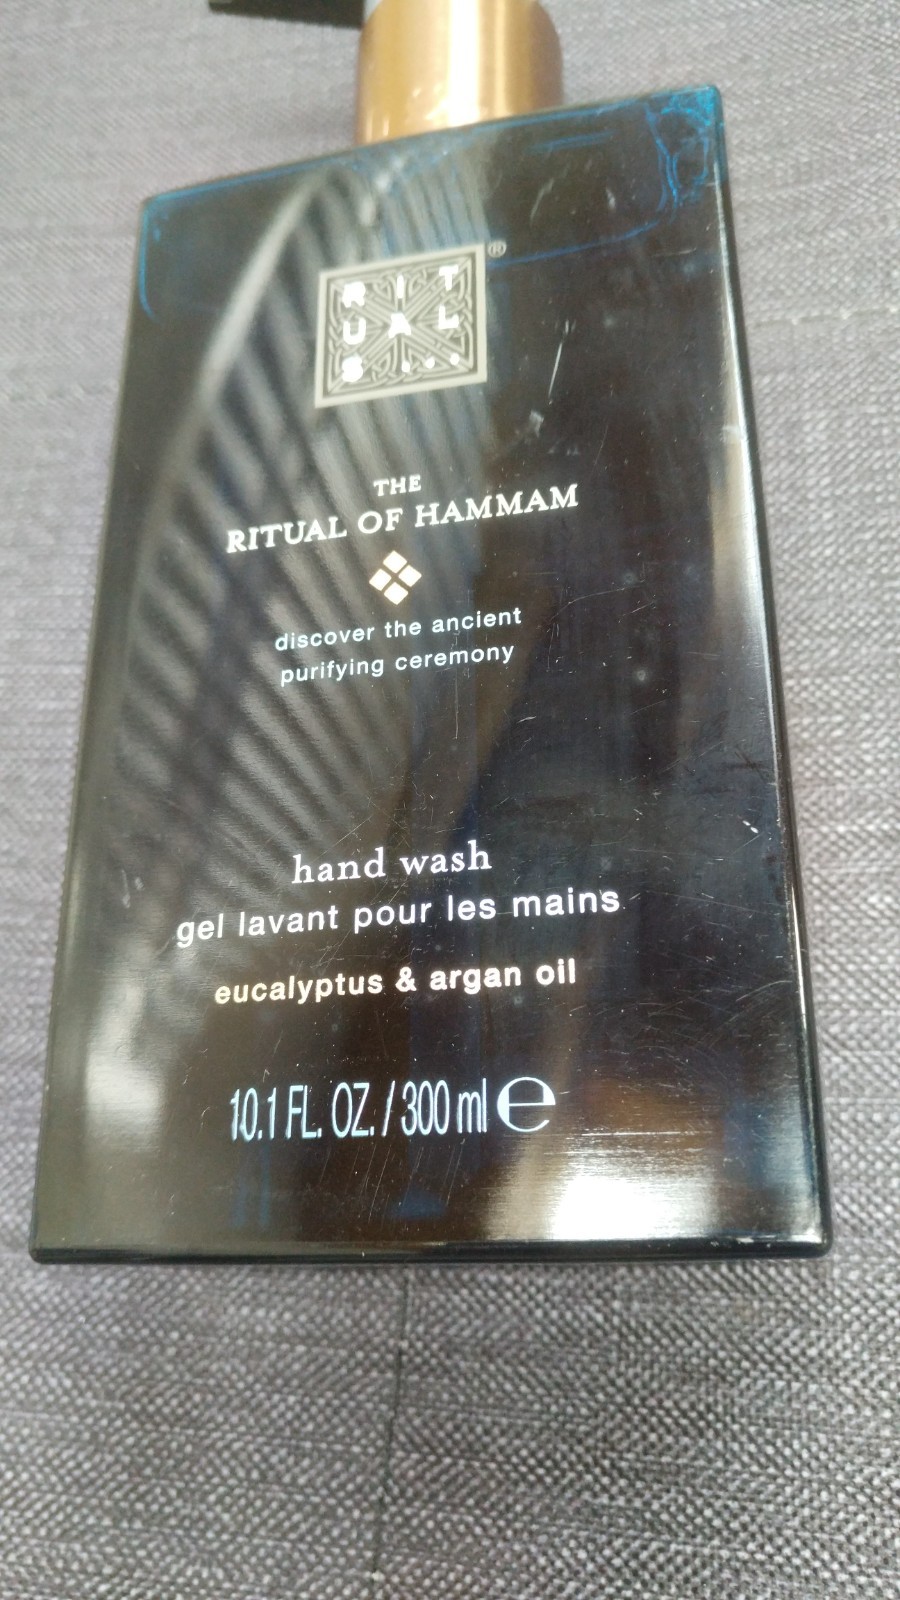 RIT
UAL
S...
®
THE
RITUAL OF HAMMAM
discover the ancient
purifying ceremony
hand wash
gel lavant pour les mains
eucalyptus & argan oil
10.1 FL. OZ. / 300 ml ℮